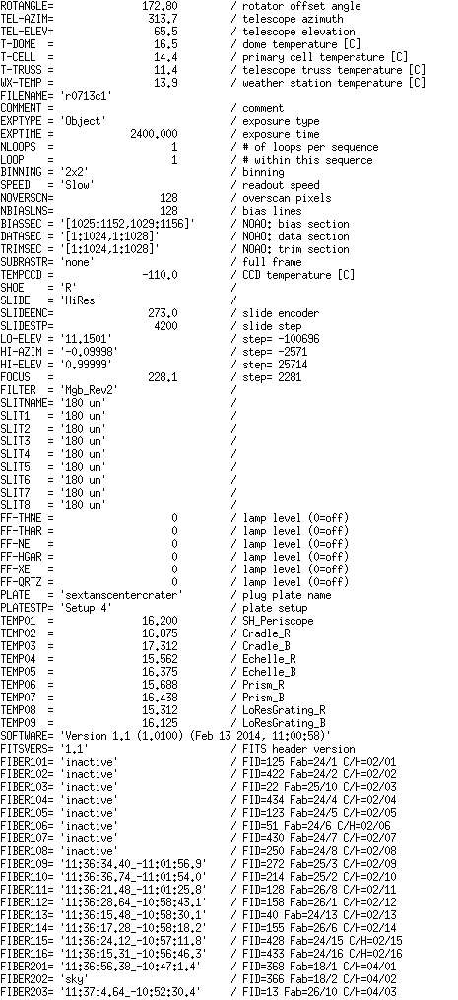 ROTANGLE= 172.80 / rotator offset angle
TEL-AZIM= 313.7 / telescope azimuth
TEL-ELEV= 65.5 / telescope elevation
T-DOME = 16.5 / dome temperature [C]
T-CELL = 14.4 / primary cell temperature [C]
T-TRUSS = 11.4 / telescope truss temperature [C]
WX-TEMP = 13.9 / weather station temperature [C]
FILENAME= 'r0713c1'
COMMENT = / comment
EXPTYPE = 'Object' / exposure type
EXPTIME = 2400.000 / exposure time
NLOOPS = 1 / # of loops per sequence
LOOP = 1 / # within this sequence
BINNING = '2x2' / binning
SPEED = 'Slow' / readout speed
NOVERSCN= 128 / overscan pixels
NBIASLNS= 128 / bias lines
BIASSEC = '[1025:1152,1029:1156]' / NOAO: bias section
DATASEC = '[1:1024,1:1028]' / NOAO: data section
TRIMSEC = '[1:1024,1:1028]' / NOAO: trim section
SUBRASTR= 'none' / full frame
TEMPCCD = -110.0 / CCD temperature [C]
SHOE = 'R' /
SLIDE = 'HiRes' /
SLIDEENC= 273.0 / slide encoder
SLIDESTP= 4200 / slide step
LO-ELEV = '11.1501' / step= -100696
HI-AZIM = '-0.09998' / step= -2571
HI-ELEV = '0.99999' / step= 25714
FOCUS = 228.1 / step= 2281
FILTER = 'Mgb_Rev2' /
SLITNAME= '180 um' /
SLIT1 = '180 um' /
SLIT2 = '180 um' /
SLIT3 = '180 um' /
SLIT4 = '180 um' /
SLIT5 = '180 um' /
SLIT6 = '180 um' /
SLIT7 = '180 um' /
SLIT8 = '180 um' /
FF-THNE = 0 / lamp level (0=off)
FF-THAR = 0 / lamp level (0=off)
FF-NE = 0 / lamp level (0=off)
FF-HGAR = 0 / lamp level (0=off)
FF-XE = 0 / lamp level (0=off)
FF-QRTZ = 0 / lamp level (0=off)
PLATE = 'sextanscentercrater' / plug plate name
PLATESTP= 'Setup 4' / plate setup
TEMP01 = 16.200 / SH_Periscope
TEMP02 = 16.875 / Cradle_R
TEMP03 = 17.312 / Cradle_B
TEMP04 = 15.562 / Echelle_R
TEMP05 = 16.375 / Echelle_B
TEMP06 = 15.688 / Prism_R
TEMP07 = 16.438 / Prism_B
TEMP08 = 15.312 / LoResGrating_R
TEMP09 = 16.125 / LoResGrating_B
SOFTWARE= 'Version 1.1 (1.0100) (Feb 13 2014, 11:00:58)'
FITSVERS= '1.1' / FITS header version
FIBER101= 'inactive' / FID=125 Fab=24/1 C/H=02/01
FIBER102= 'inactive' / FID=422 Fab=24/2 C/H=02/02
FIBER103= 'inactive' / FID=22 Fab=25/10 C/H=02/03
FIBER104= 'inactive' / FID=434 Fab=24/4 C/H=02/04
FIBER105= 'inactive' / FID=123 Fab=24/5 C/H=02/05
FIBER106= 'inactive' / FID=51 Fab=24/6 C/H=02/06
FIBER107= 'inactive' / FID=430 Fab=24/7 C/H=02/07
FIBER108= 'inactive' / FID=250 Fab=24/8 C/H=02/08
FIBER109= '11:36:34.40_-11:01:56.9' / FID=272 Fab=25/3 C/H=02/09
FIBER110= '11:36:36.74_-11:01:54.0' / FID=214 Fab=25/2 C/H=02/10
FIBER111= '11:36:21.48_-11:01:25.8' / FID=128 Fab=26/8 C/H=02/11
FIBER112= '11:36:28.64_-10:58:43.1' / FID=158 Fab=26/1 C/H=02/12
FIBER113= '11:36:15.48_-10:58:30.1' / FID=40 Fab=24/13 C/H=02/13
FIBER114= '11:36:17.28_-10:58:18.2' / FID=155 Fab=26/6 C/H=02/14
FIBER115= '11:36:24.12_-10:57:11.8' / FID=428 Fab=24/15 C/H=02/15
FIBER116= '11:36:15.31_-10:56:46.3' / FID=433 Fab=24/16 C/H=02/16
FIBER201= '11:36:56.38_-10:47:1.4' / FID=368 Fab=18/1 C/H=04/01
FIBER202= 'sky' / FID=366 Fab=18/2 C/H=04/02
FIBER203= '11:37:4.64_-10:52:30.4' / FID=13 Fab=26/10 C/H=04/03